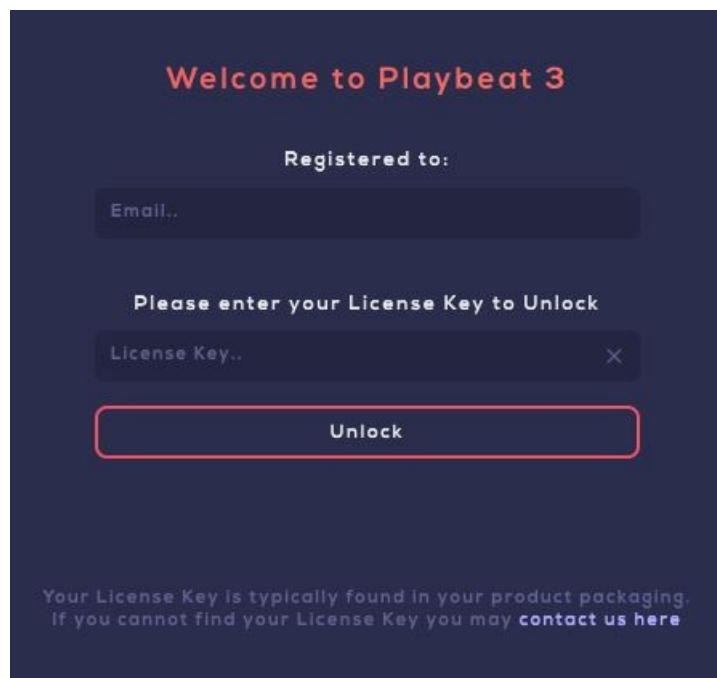 Welcome to Playbeat 3
Registered to:
Email..
Please enter your License Key to Unlock
License Key..
Unlock
Your License Key is typically found in your product packaging.
If you cannot find your License Key you may contact us here